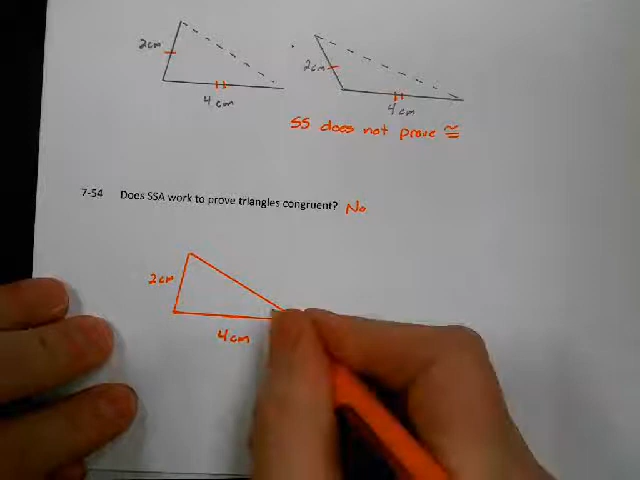 2cm
2cm
4 cm
4 cm
SS does not prove ≅
7-54 Does SSA work to prove triangles congruent? No
2cm
4cm